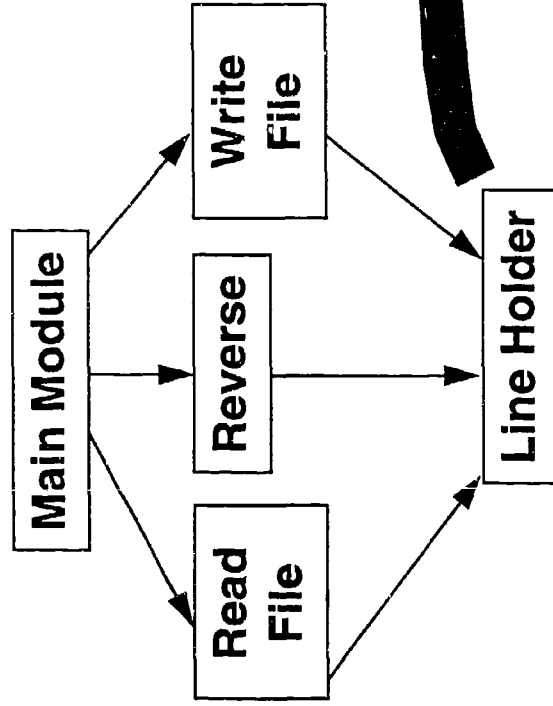 Main Module
Read
File
Reverse
Write
File
Line Holder